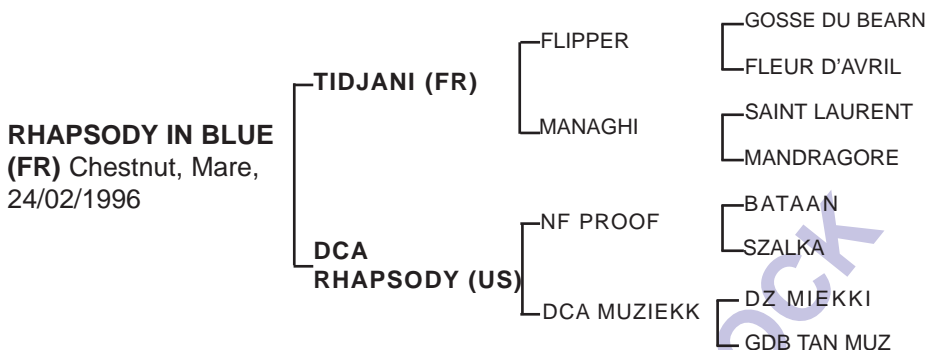 GOSSE DU BEARN
FLIPPER
FLEUR D'AVRIL
TIDJANI (FR)
SAINT LAURENT
MANAGHI
MANDRAGORE
RHAPSODY IN BLUE
(FR) Chestnut, Mare,
24/02/1996
BATAAN
NF PROOF
SZALKA
DCA
RHAPSODY (US)
DZ MIEKKI
DCA MUZIEKK
GDB TAN MUZ
OCK